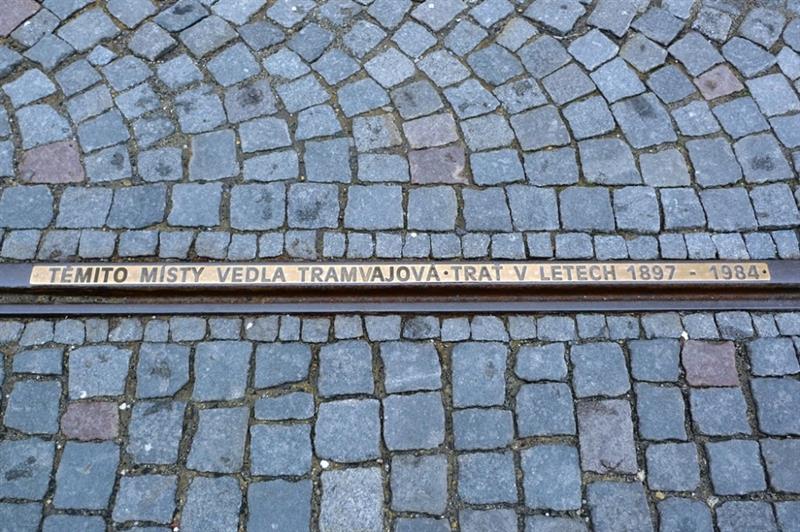 TĚMITO MÍSTY VEDLA TRAMVAJOVÁ·TRAŤ V LETECH 1897 - 1984·